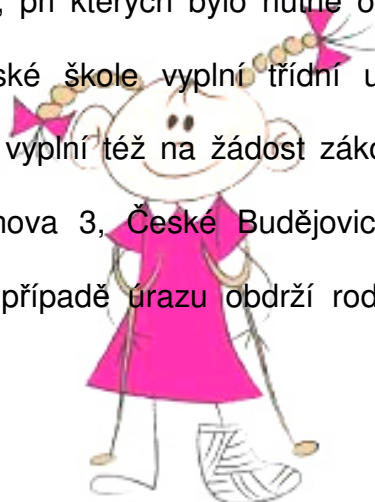 při kterých bylo nutné
ské škole vyplní třídní u
vyplní též na žádost záko
nova 3, České Budějovic
případě úrazu obdrží rod